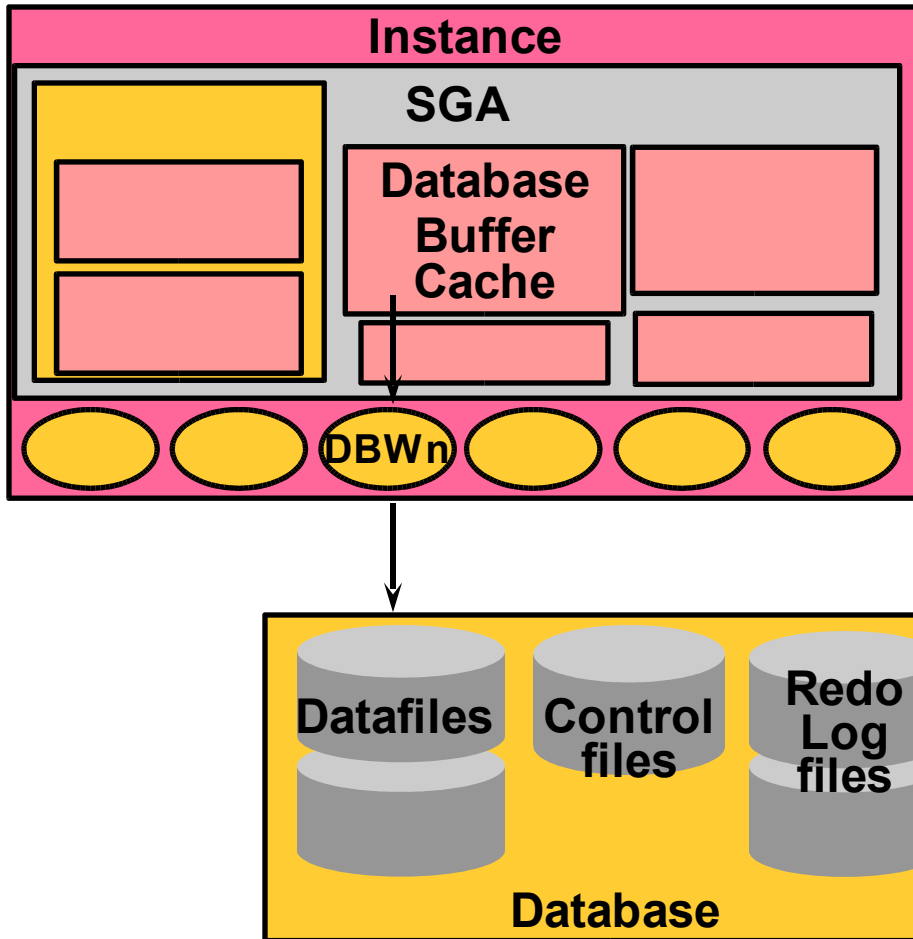 Instance
SGA
Database
Buffer
Cache
DBWn
Datafiles
Control
files
Redo
Log
files
Database